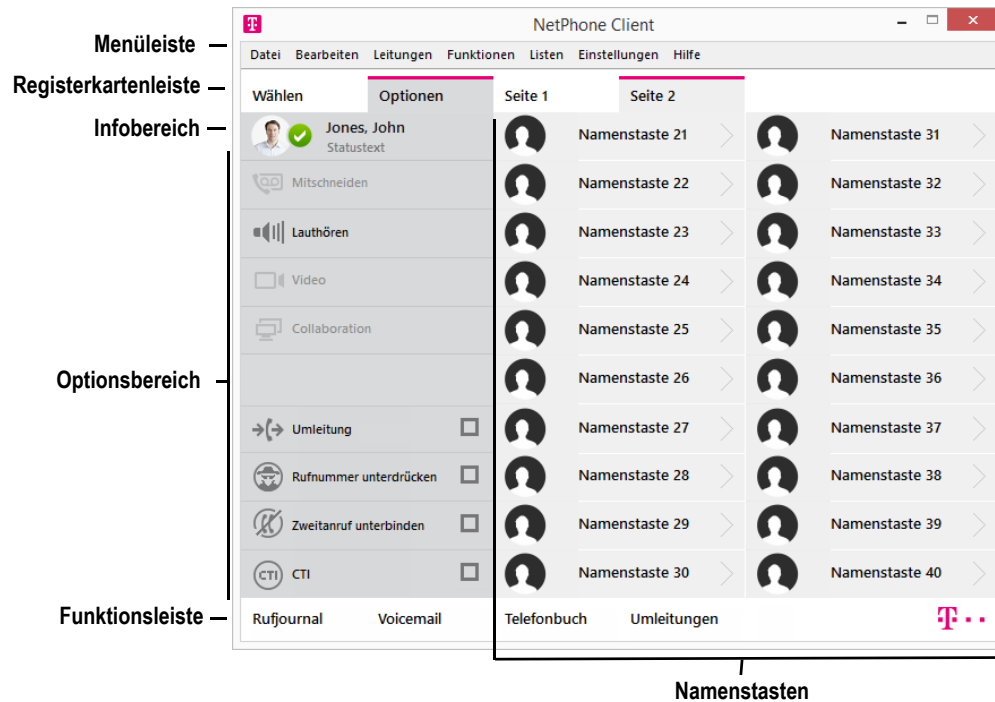 NetPhone Client
Menüleiste
Datei Bearbeiten Leitungen Funktionen Listen Einstellungen Hilfe
Registerkartenleiste
Wählen Optionen Seite 1 Seite 2
Infobereich
Jones, John
Statustext
Namenstaste 21 Namenstaste 31
Mitschneiden Namenstaste 22 Namenstaste 32
Lauthören Namenstaste 23 Namenstaste 33
Video Namenstaste 24 Namenstaste 34
Collaboration Namenstaste 25 Namenstaste 35
Optionsbereich
Namenstaste 26 Namenstaste 36
Umleitung Namenstaste 27 Namenstaste 37
Rufnummer unterdrücken Namenstaste 28 Namenstaste 38
Zweitanruf unterbinden Namenstaste 29 Namenstaste 39
CTI CTI Namenstaste 30 Namenstaste 40
Funktionsleiste
Rufjournal Voicemail Telefonbuch Umleitungen T
Namenstasten